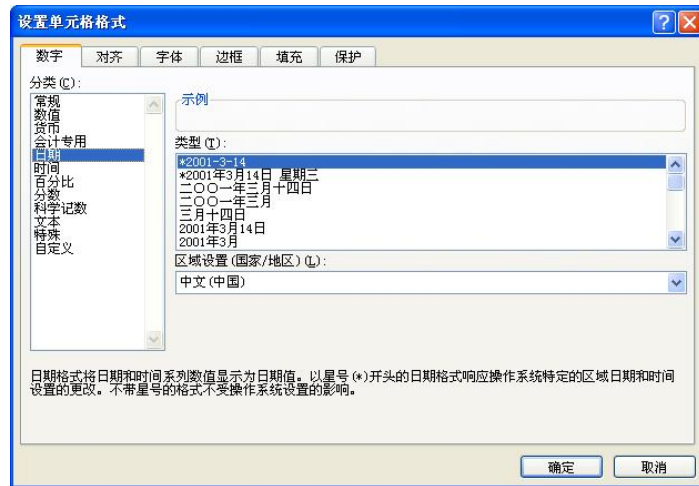 设置单元格格式
数字 对齐 字体 边框 填充 保护
分类(C):
常规
数值
货币
会计专用
日期
时间
百分比
分数
科学记数
文本
特殊
自定义
示例
类型(T):
*2001-3-14
*2001年3月14日 星期三
二〇〇一年三月十四日
二〇〇一年三月
三月十四日
2001年3月14日
2001年3月
区域设置(国家/地区)(L):
中文(中国)
日期格式将日期和时间系列数值显示为日期值。以星号(*)开头的日期格式响应操作系统特定的区域日期和时间
设置的更改。不带星号的格式不受操作系统设置的影响。
确定 取消